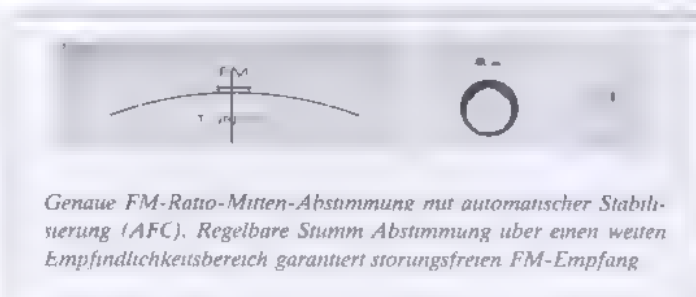 FM
Genaue FM-Ratio-Mitten-Abstimmung mit automatischer Stabili-
sierung (AFC). Regelbare Stumm Abstimmung über einen weiten
Empfindlichkeitsbereich garantiert störungsfreien FM-Empfang